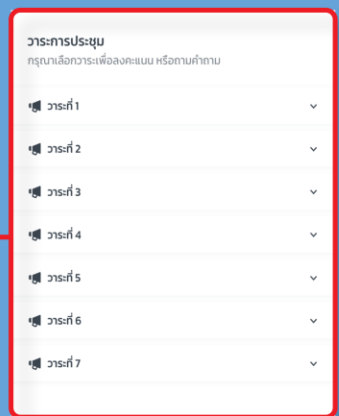 วาระการประชุม
กรุณาเลือกวาระเพื่อลงคะแนน หรือถามคำถาม
วาระที่ 1
วาระที่ 2
วาระที่ 3
วาระที่ 4
วาระที่ 5
วาระที่ 6
วาระที่ 7